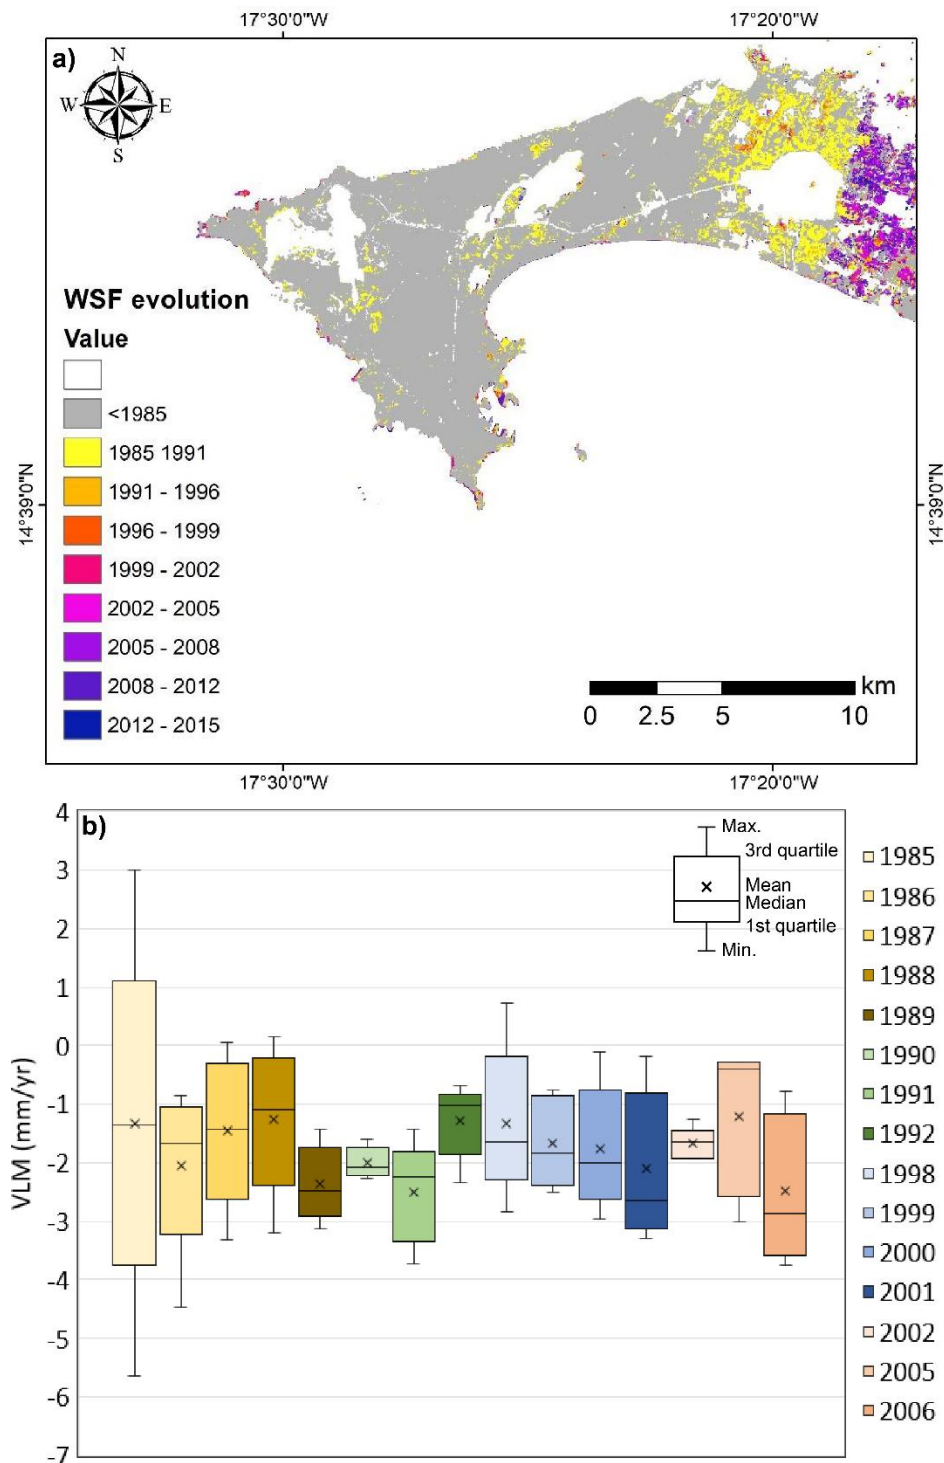 17°30'0"W 17°20'0"W
a)
N
W E
S
WSF evolution
Value
<1985
1985 1991
1991 - 1996
1996 - 1999
1999 - 2002
2002 - 2005
2005 - 2008
2008 - 2012
2012 - 2015
14°39'0"N 14°39'0"N
km
0 2.5 5 10
17°30'0"W 17°20'0"W
b)
VLM (mm/yr)
4
3
2
1
0
-1
-2
-3
-4
-5
-6
-7
Max.
3rd quartile
Mean
Median
1st quartile
Min.
1985
1986
1987
1988
1989
1990
1991
1992
1998
1999
2000
2001
2002
2005
2006